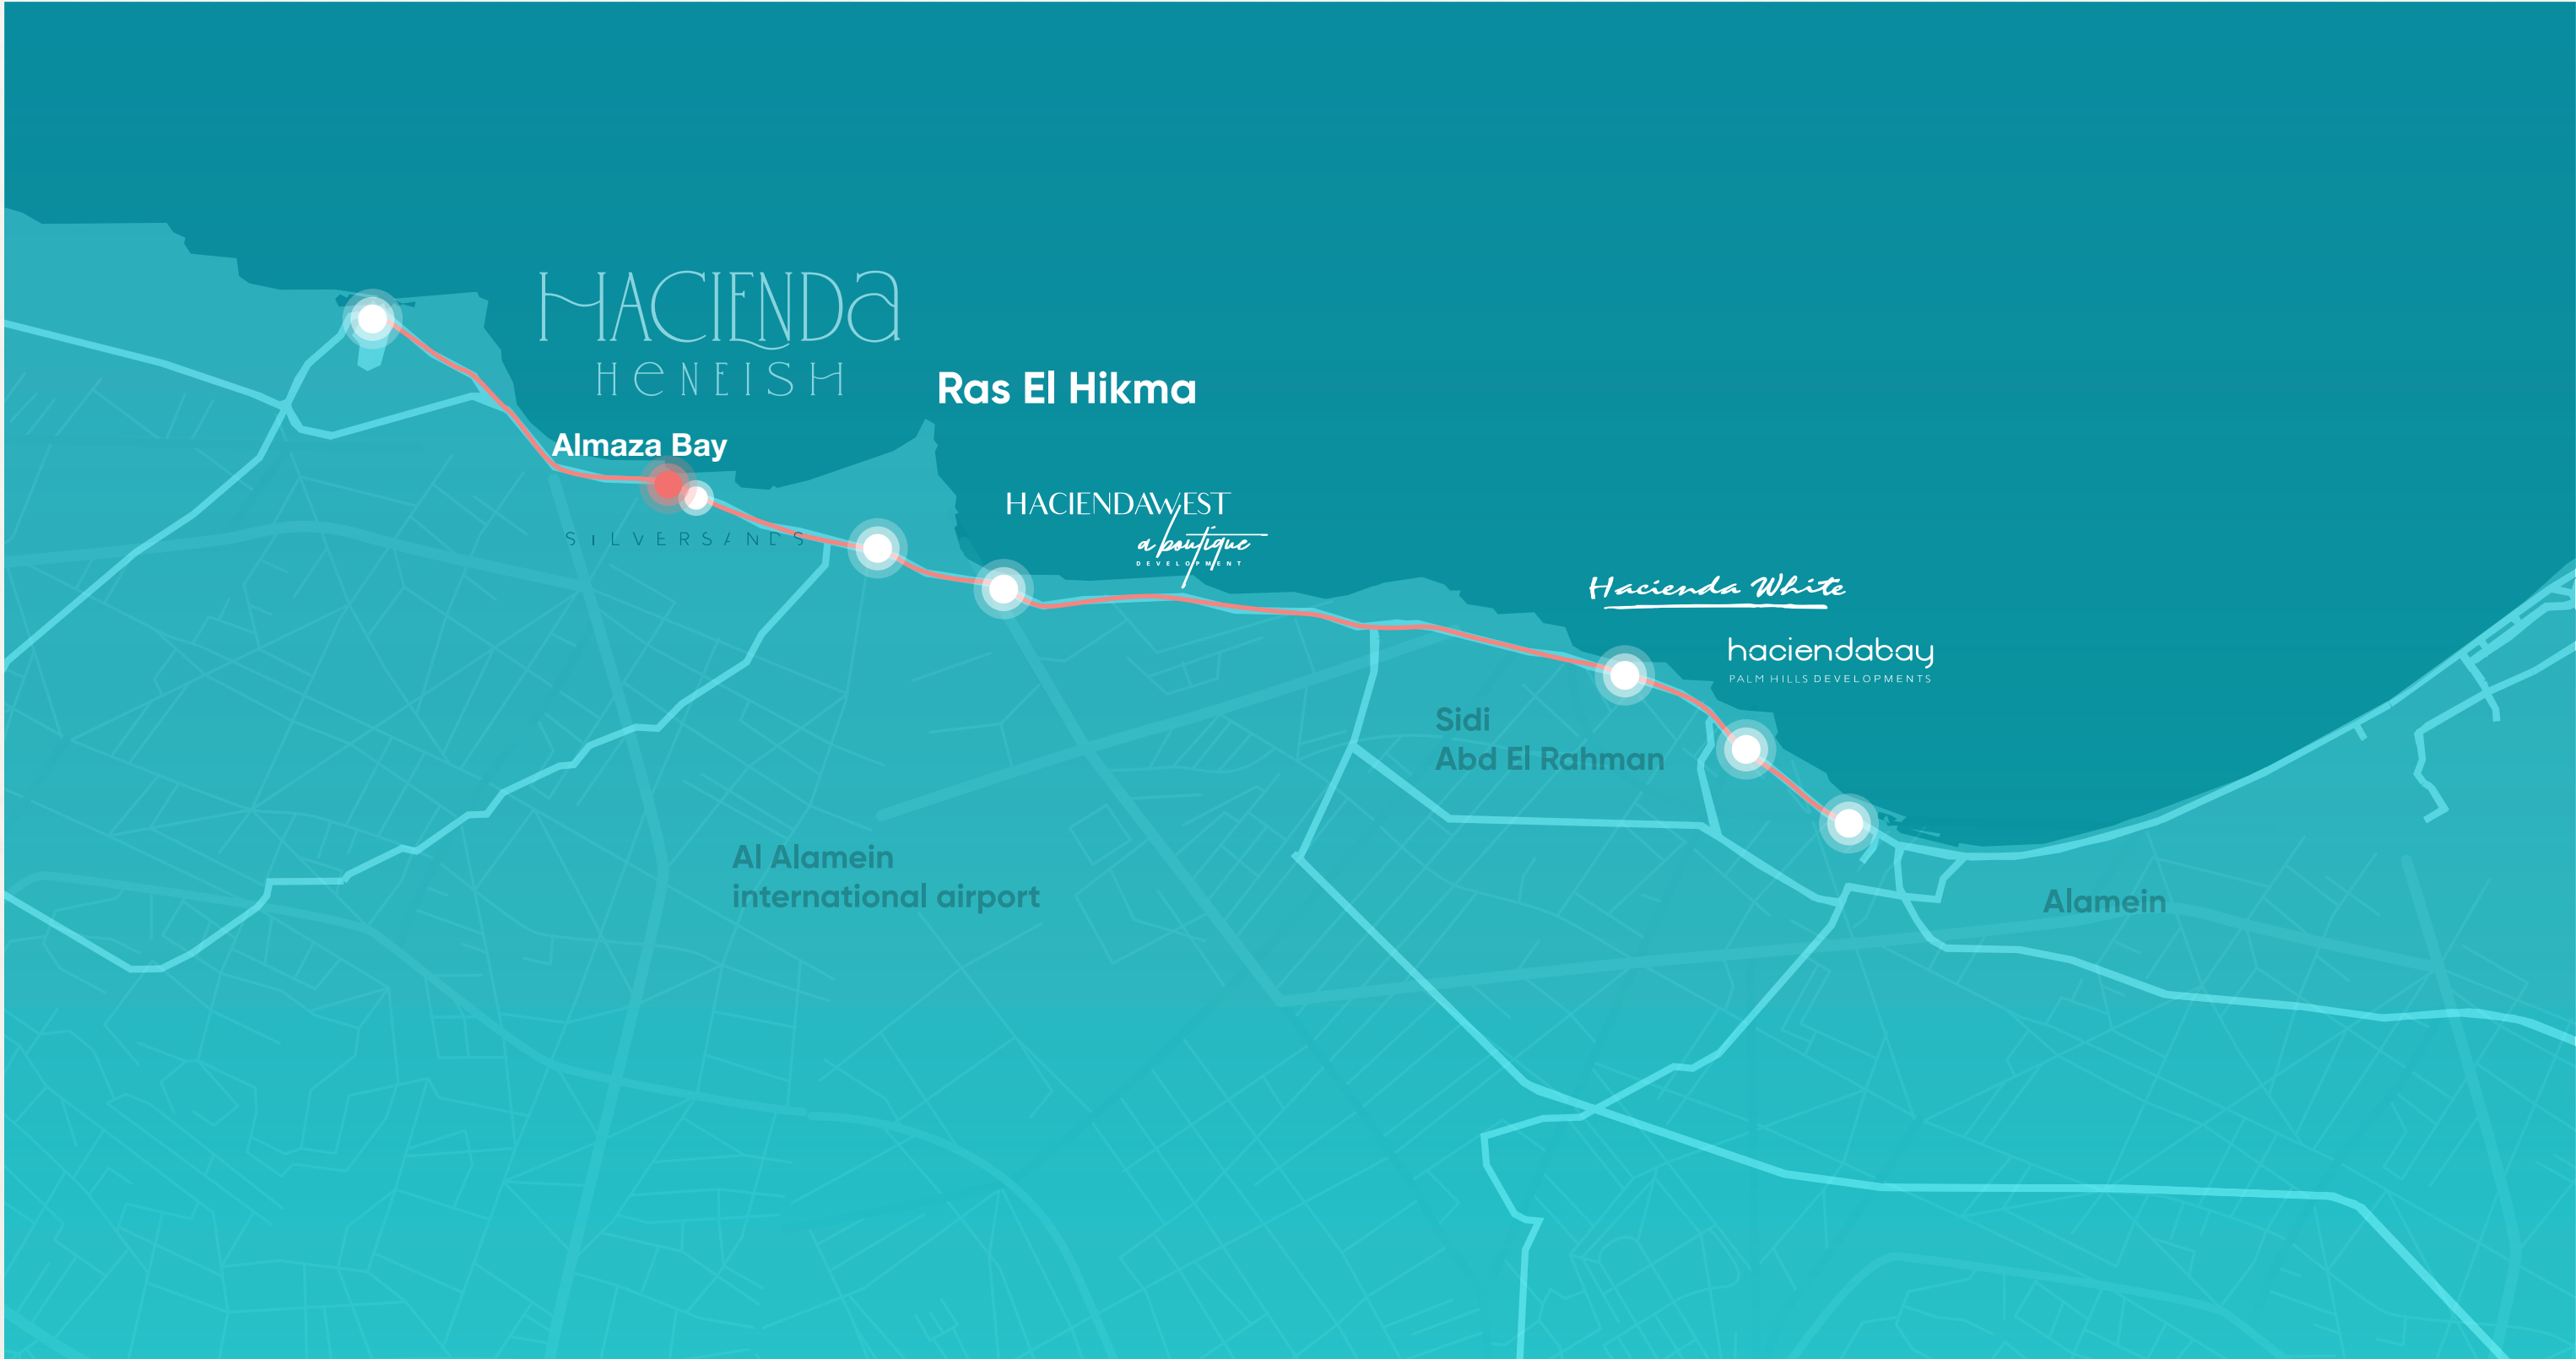 HACIENDA
HENEISH
Ras El Hikma
Almaza Bay
SILVERSANDS
HACIENDAWEST
a boutique
DEVELOPMENT
Hacienda White
haciendabay
PALM HILLS DEVELOPMENTS
Sidi
Abd El Rahman
Al Alamein
international airport
Alamein